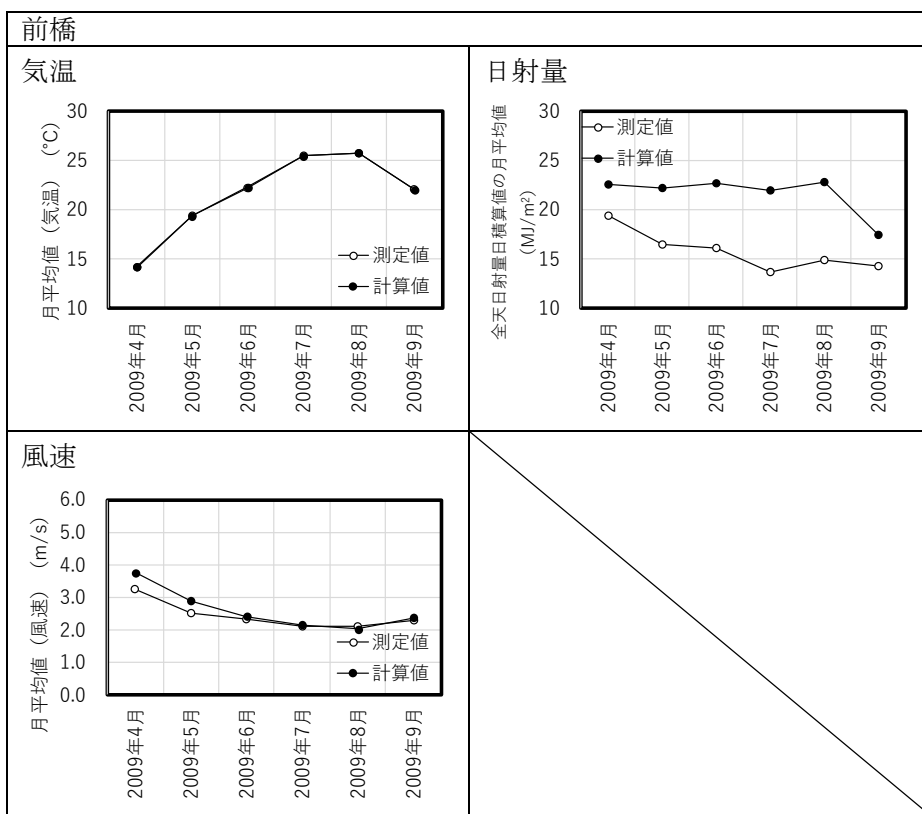 前橋
気温
月平均値（気温） (°C)
30
25
20
15
10
測定値
計算値
2009年4月
2009年5月
2009年6月
2009年7月
2009年8月
2009年9月
日射量
全天日射量日積算値の月平均値
(MJ/m²)
30
25
20
15
10
測定値
計算値
2009年4月
2009年5月
2009年6月
2009年7月
2009年8月
2009年9月
風速
月平均値（風速） (m/s)
6.0
5.0
4.0
3.0
2.0
1.0
0.0
測定値
計算値
2009年4月
2009年5月
2009年6月
2009年7月
2009年8月
2009年9月